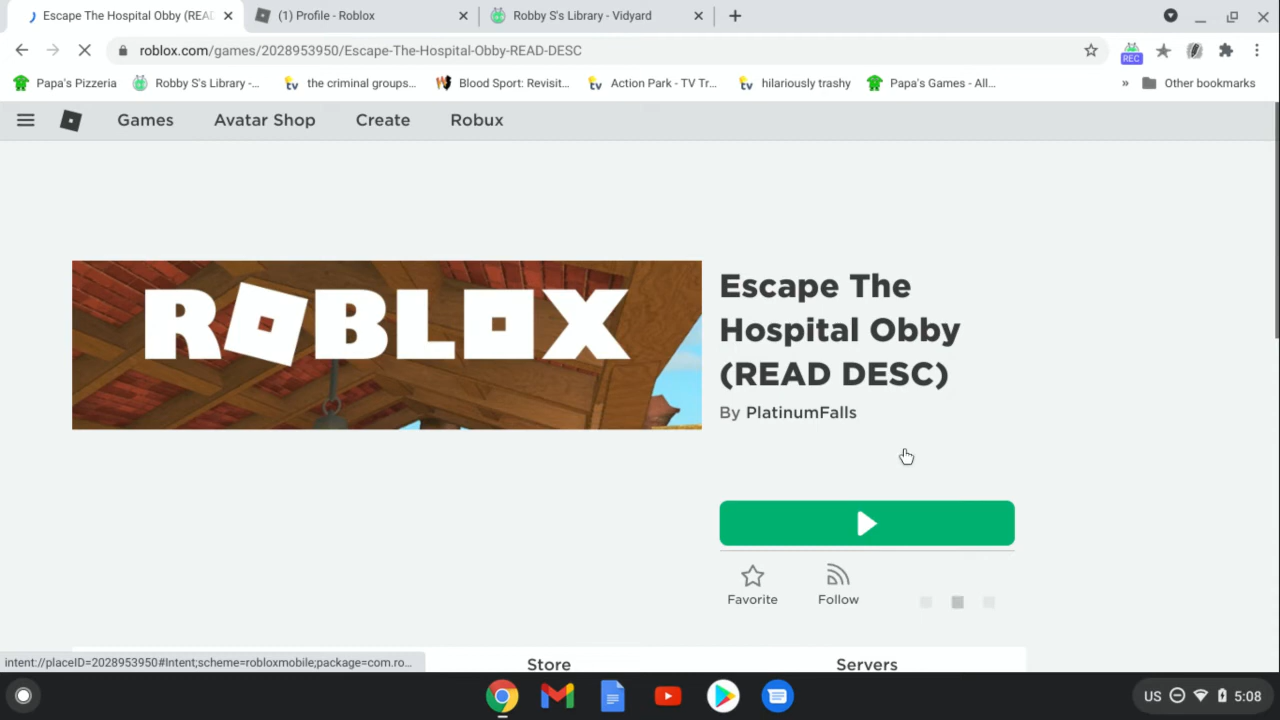 Escape The Hospital Obby (REA
(1) Profile - Roblox
Robby S's Library - Vidyard
roblox.com/games/2028953950/Escape-The-Hospital-Obby-READ-DESC
REC
Papa's Pizzeria
Robby S's Library -...
the criminal groups...
Blood Sport: Revisit...
Action Park - TV Tr...
hilariously trashy
Papa's Games - All...
»
Other bookmarks
Games
Avatar Shop
Create
Robux
ROBLOX
Escape The
Hospital Obby
(READ DESC)
By PlatinumFalls
Favorite
Follow
intent://placeID=2028953950#Intent;scheme=robloxmobile;package=com.ro...
Store
Servers
US
5:08